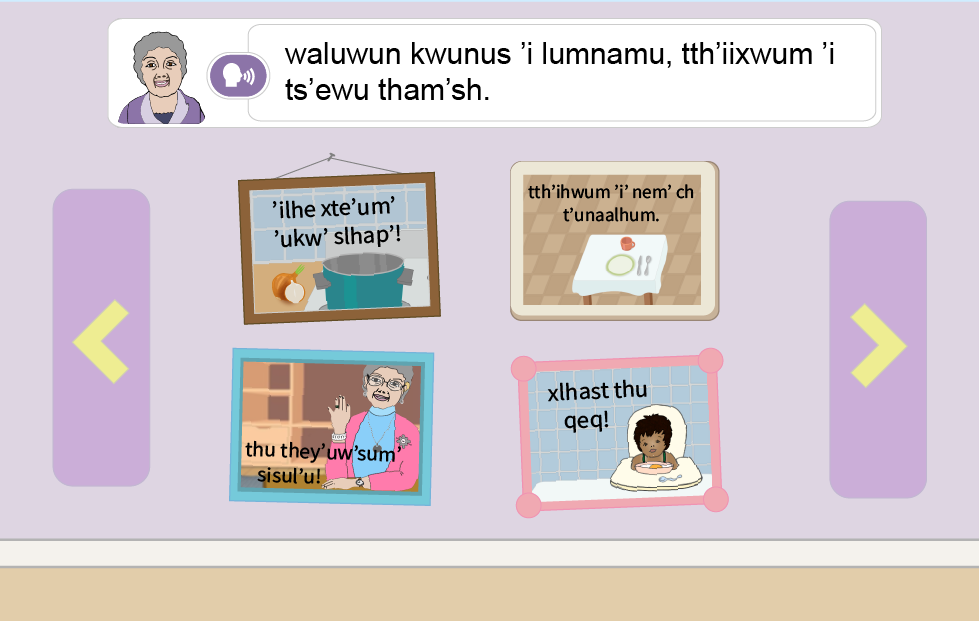 waluwun kwunus ’i lumnamu, tth’iixwum ’i
ts’ewu tham’sh.
’ilhe xte’um’
’ukw’ slhap’!
tth’ihwum ’i’ nem’ ch
t’unaalhum.
thu they’uw’sum’
sisul’u!
xlhast thu
qeq!